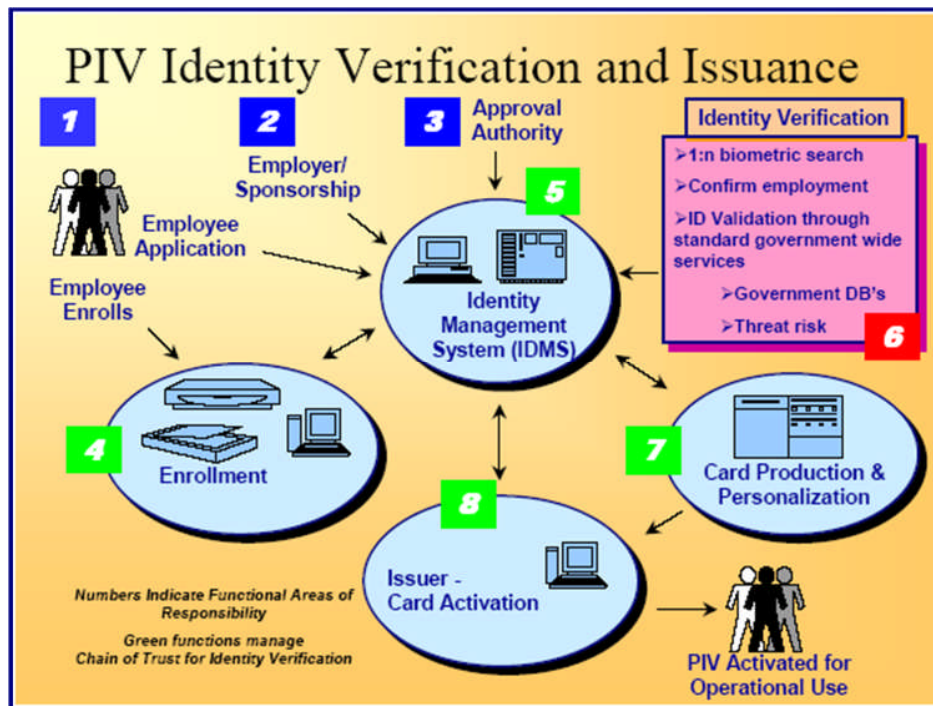 PIV Identity Verification and Issuance
1
2
3
Approval
Authority
Employer/
Sponsorship
Employee
Application
Employee
Enrolls
Identity Verification
➢1:n biometric search
➢Confirm employment
➢ID Validation through
standard government wide
services
➢Government DB's
➢Threat risk
6
5
Identity
Management
System (IDMS)
4
Enrollment
7
Card Production &
Personalization
8
Issuer -
Card Activation
Numbers Indicate Functional Areas of
Responsibility
Green functions manage
Chain of Trust for Identity Verification
PIV Activated for
Operational Use